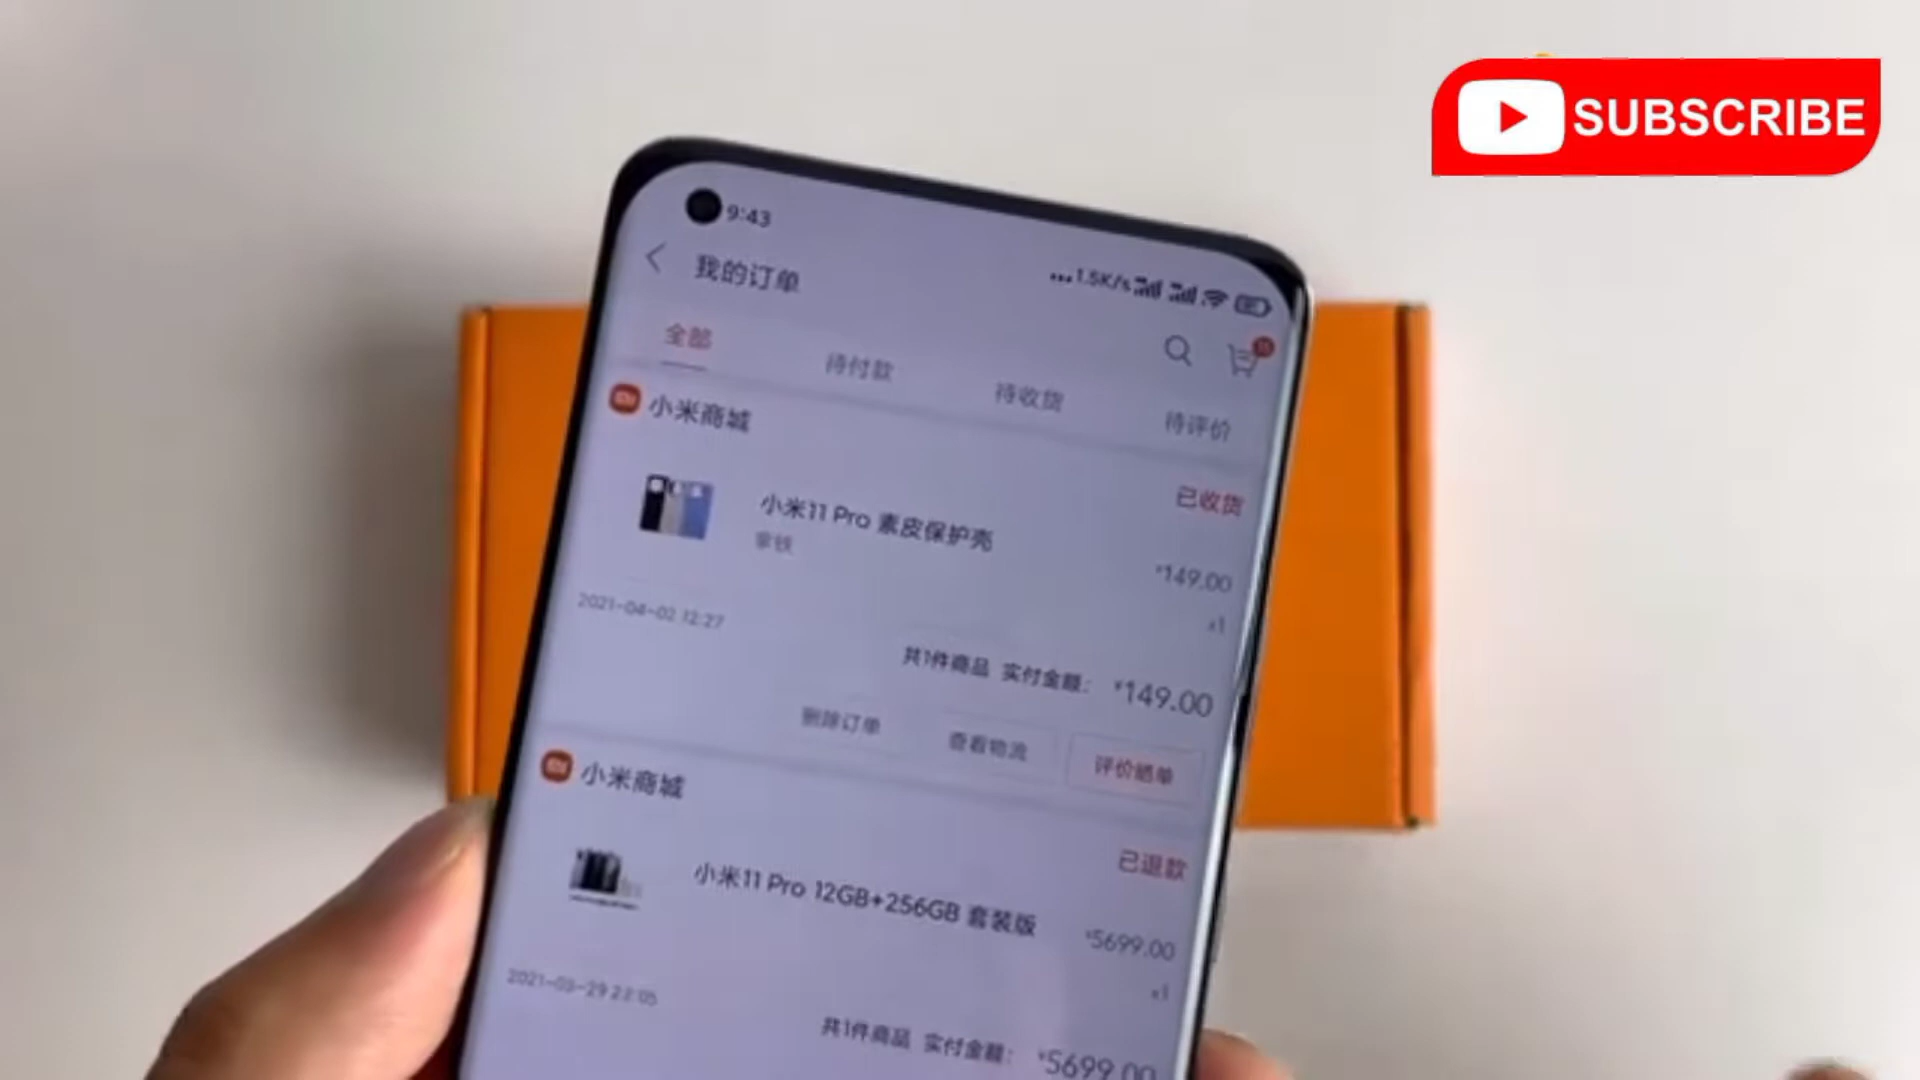 SUBSCRIBE
9:43
...1.5K/s
我的订单
全部
待付款
待收货
待评价
小米商城
已收货
小米11 Pro 素皮保护壳
拿铁
¥149.00
x1
2021-04-02 12:27
共1件商品 实付金额: ¥149.00
删除订单
查看物流
评价晒单
小米商城
已退款
小米11 Pro 12GB+256GB 套装版
¥5699.00
x1
2021-03-29 23:05
共1件商品 实付金额: ¥5699.00